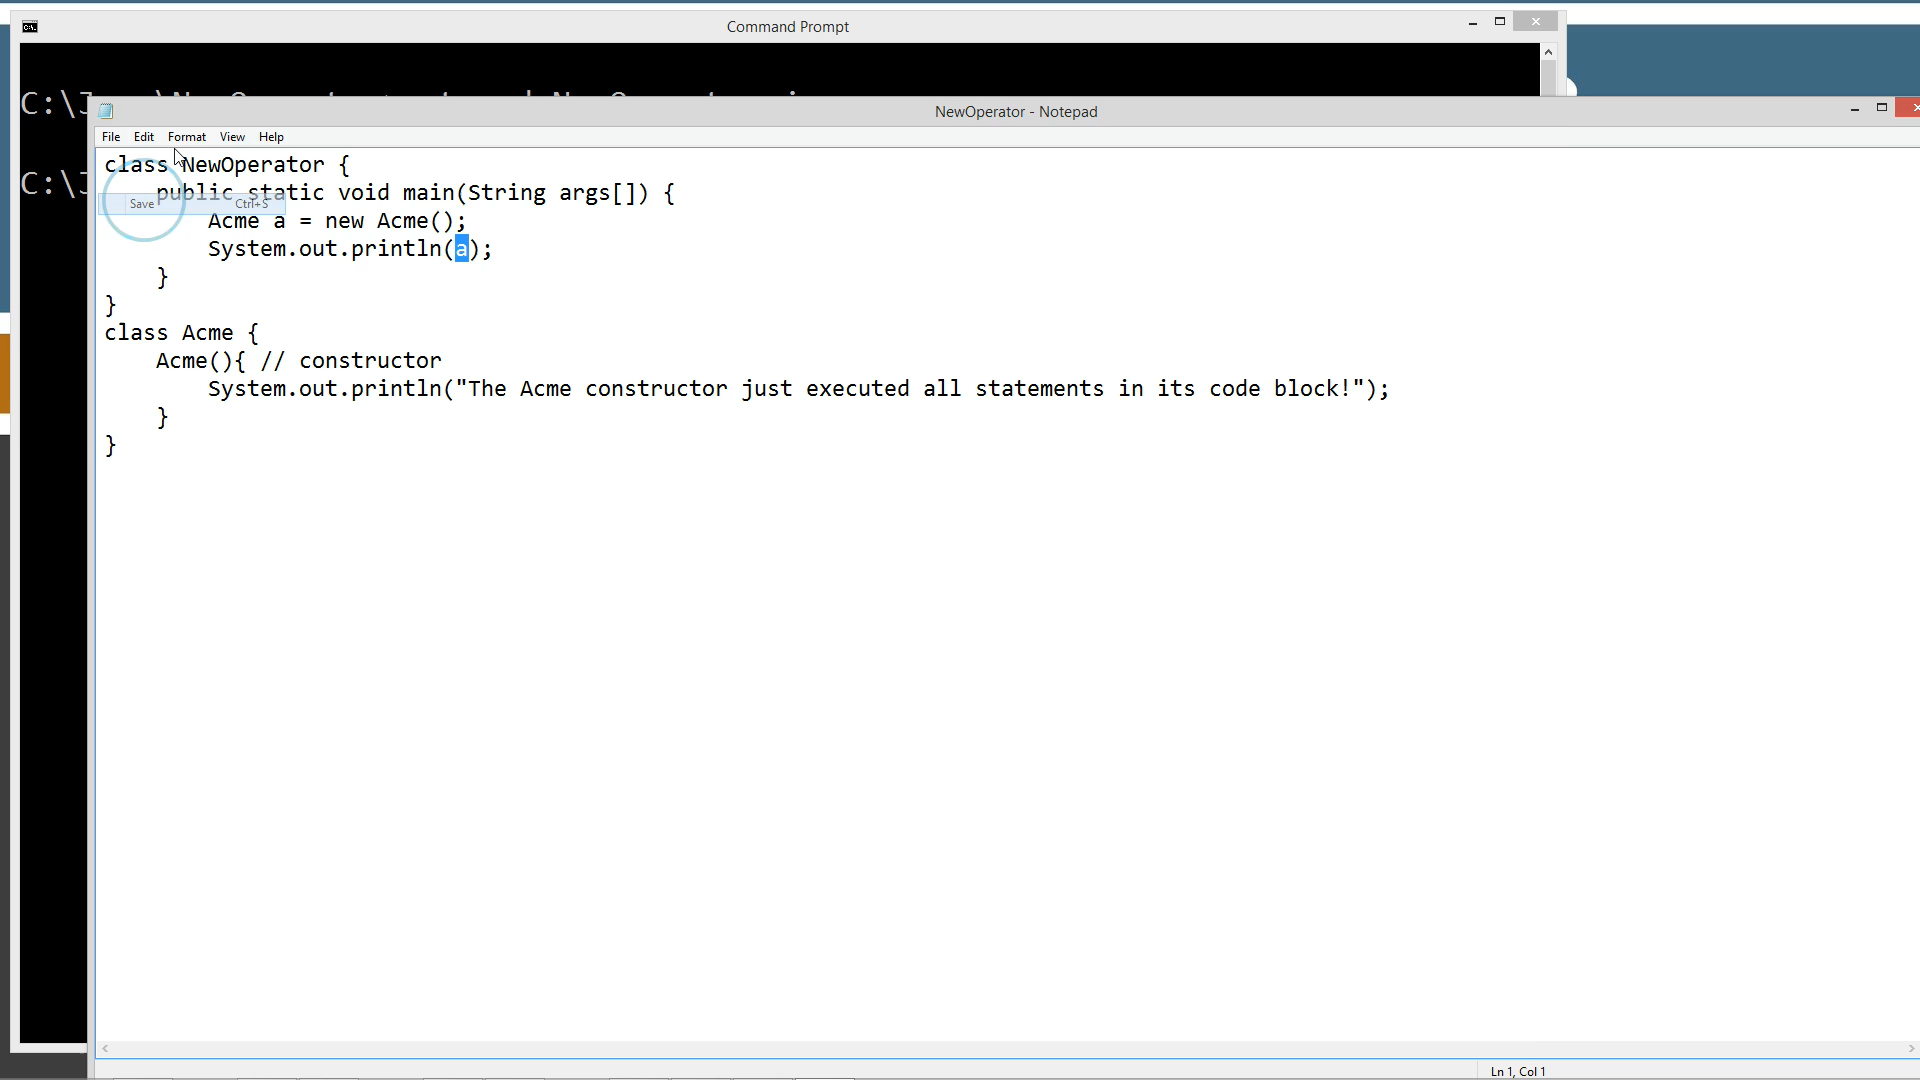 Command Prompt
C:\J
NewOperator - Notepad
File Edit Format View Help
class NewOperator {
C:\J
public static void main(String args[]) {
Save Ctrl+S
Acme a = new Acme();
System.out.println(a);
}
}
class Acme {
Acme(){ // constructor
System.out.println("The Acme constructor just executed all statements in its code block!");
}
}
Ln 1, Col 1